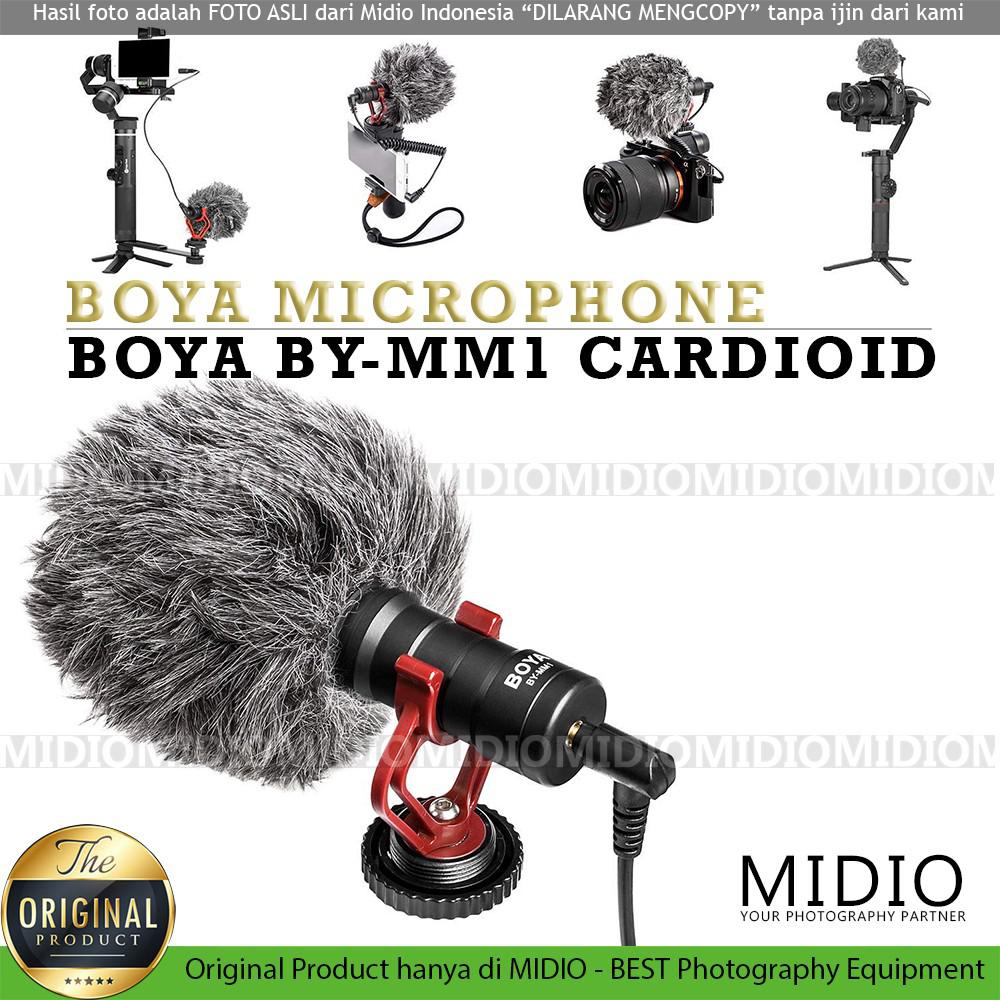 Hasil foto adalah FOTO ASLI dari Midio Indonesia “DILARANG MENGCOPY” tanpa ijin dari kami
BOYA MICROPHONE
BOYA BY-MM1 CARDIOID
MIDIOMIDIOMIDIOMIDIOMIDIOMIDIOMIDIO
BOYA
BY-MM1
MIDIOMIDIOMIDIOMIDIOMIDIOMIDIOMIDIO
The
ORIGINAL
PRODUCT
MIDIO
YOUR PHOTOGRAPHY PARTNER
Original Product hanya di MIDIO - BEST Photography Equipment